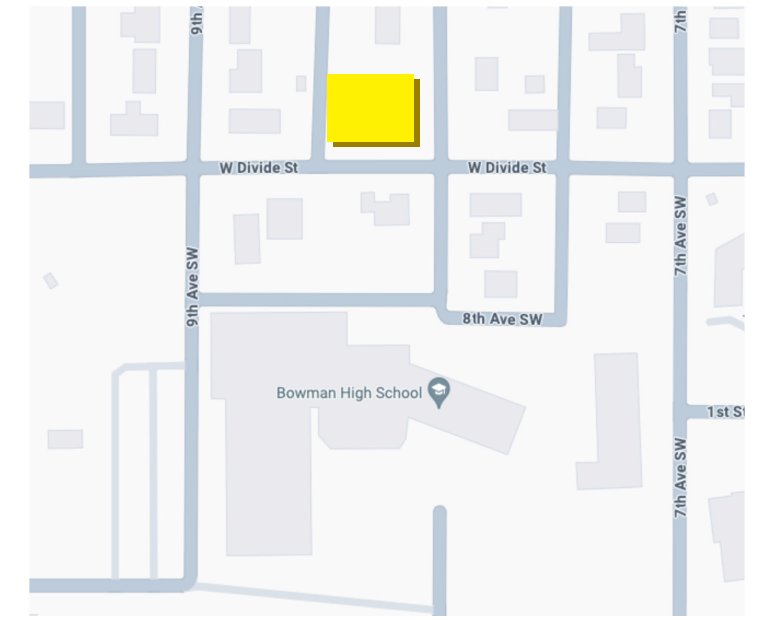 9th
7th
W Divide St
W Divide St
7th Ave SW
9th Ave SW
8th Ave SW
Bowman High School
1st St
7th Ave SW